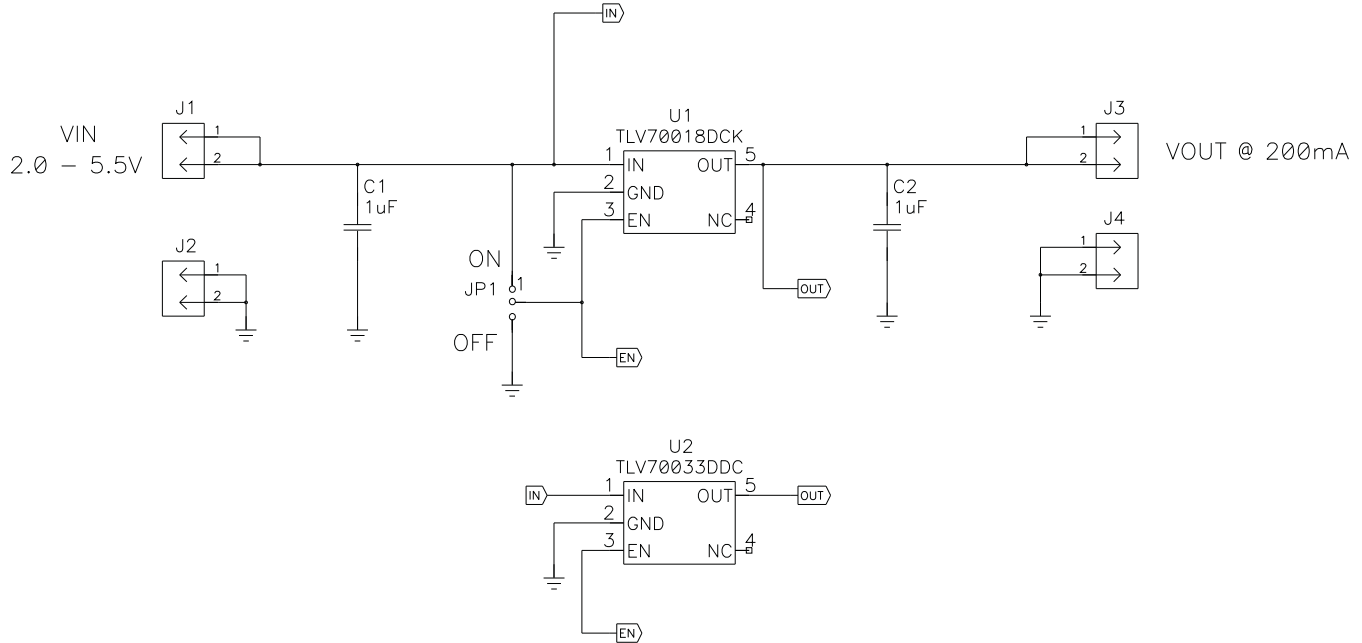 IN
J1
J3
U1
TLV70018DCK
VIN
2.0 – 5.5V
VOUT @ 200mA
1
2
1
IN
OUT
5
2
GND
3
EN
NC
4
1
2
C1
1uF
C2
1uF
J2
1
2
J4
1
2
ON
JP1
1
OFF
OUT
EN
U2
TLV70033DDC
IN
1
IN
OUT
5
OUT
2
GND
3
EN
NC
4
EN